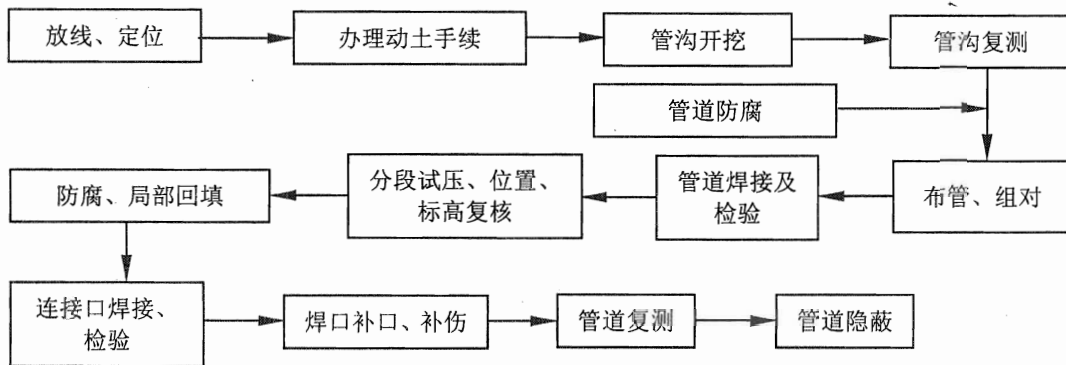 放线、定位
办理动土手续
管沟开挖
管沟复测
管道防腐
布管、组对
管道焊接及
检验
分段试压、位置、
标高复核
防腐、局部回填
连接口焊接、
检验
焊口补口、补伤
管道复测
管道隐蔽